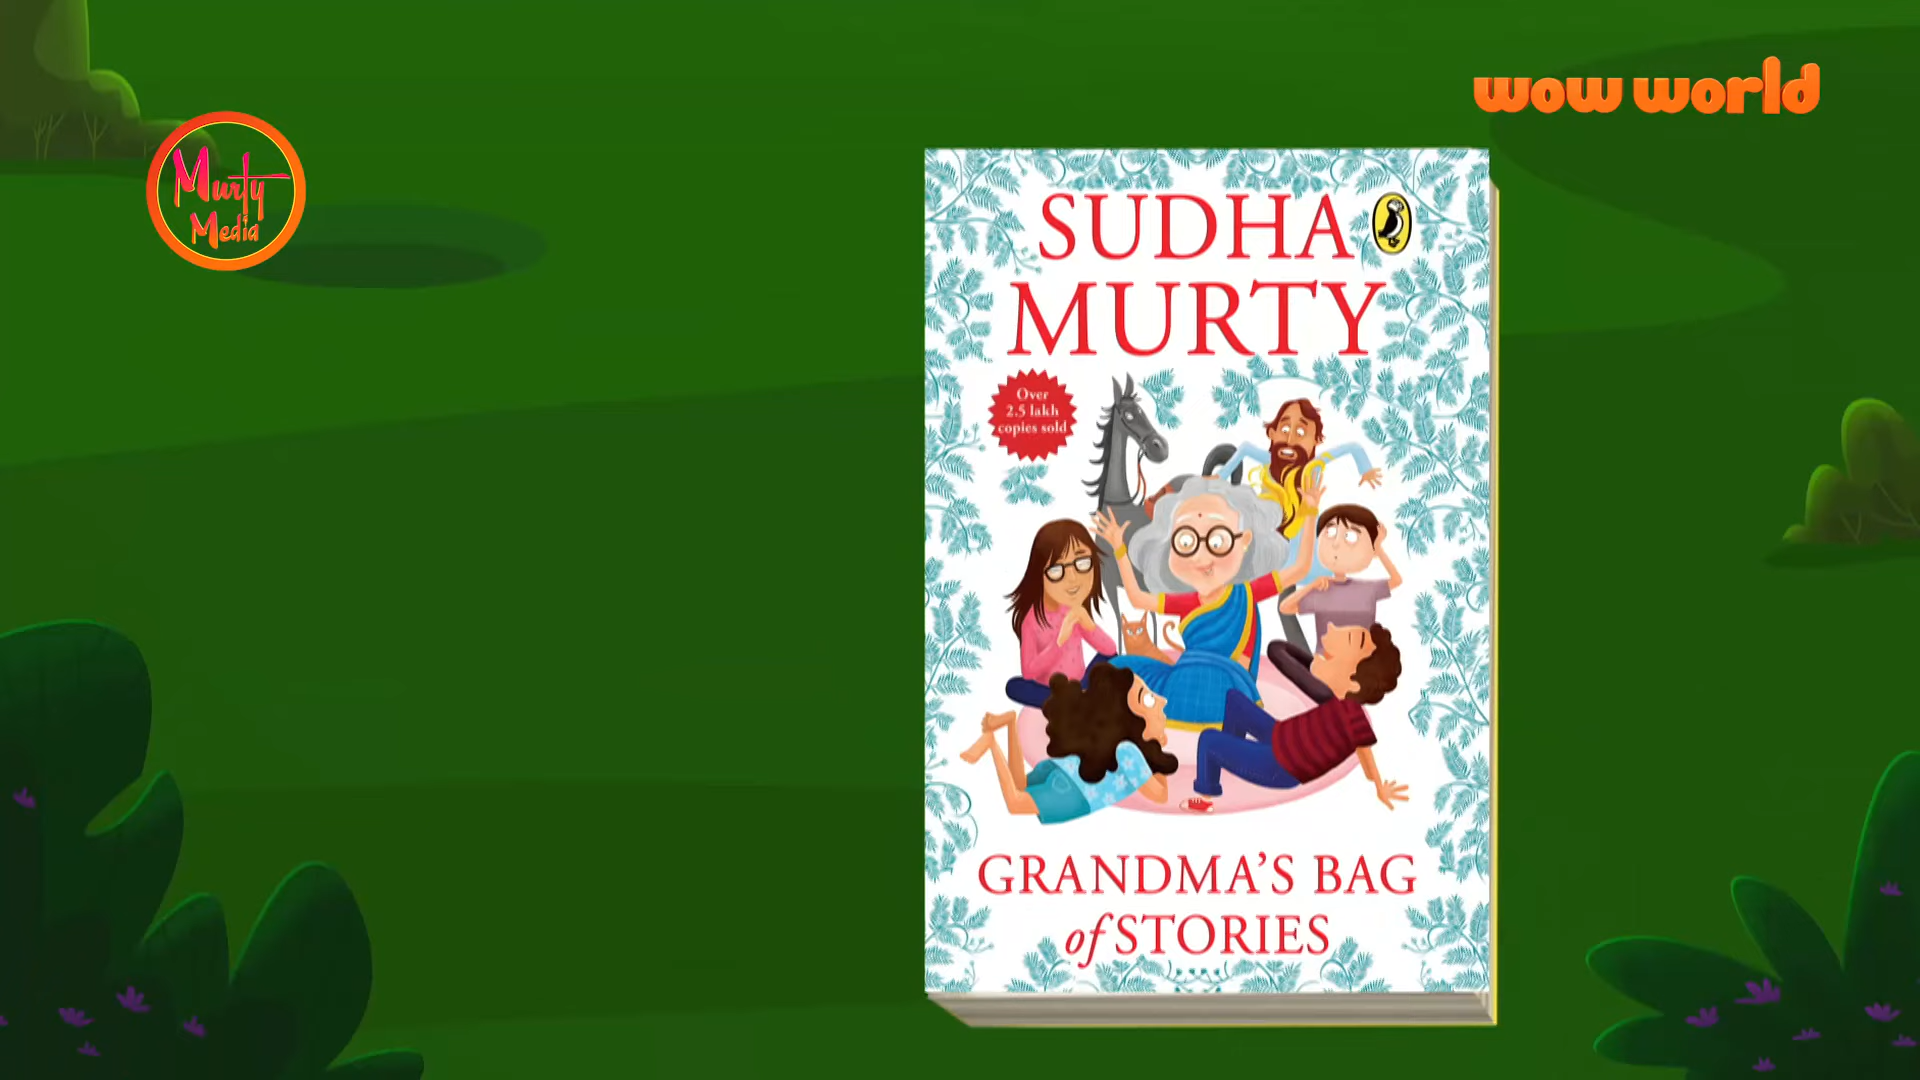 wow world
Murty
Media
SUDHA
MURTY
Over
2.5 lakh
copies sold
GRANDMA'S BAG
of STORIES